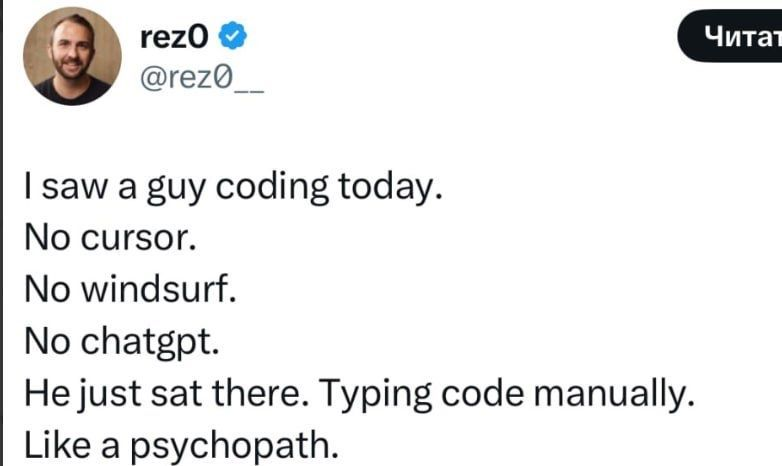 rez0
@rez0__
Читат
I saw a guy coding today.
No cursor.
No windsurf.
No chatgpt.
He just sat there. Typing code manually.
Like a psychopath.